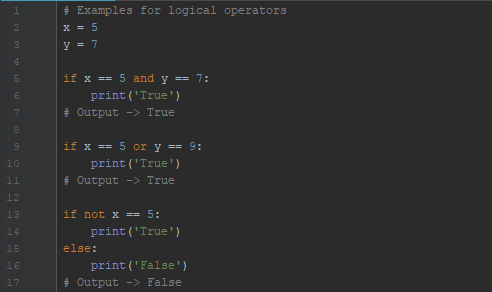 1 # Examples for logical operators
2 x = 5
3 y = 7
4
5 if x == 5 and y == 7:
6     print('True')
7 # Output -> True
8
9 if x == 5 or y == 9:
10     print('True')
11 # Output -> True
12
13 if not x == 5:
14     print('True')
15 else:
16     print('False')
17 # Output -> False